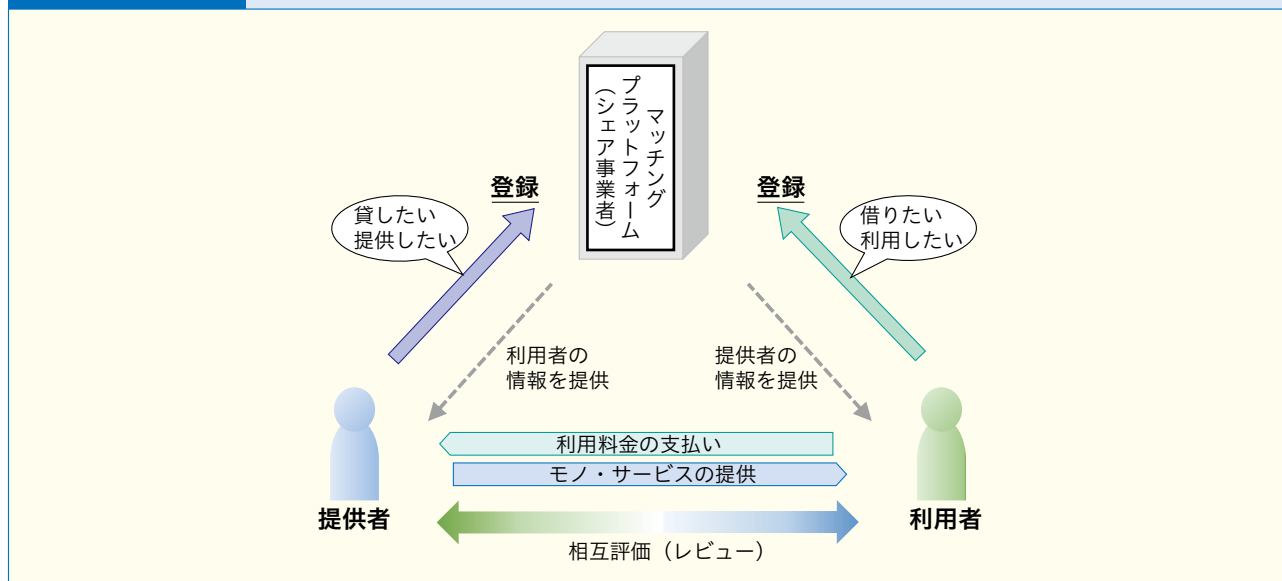 マッチング
プラットフォーム
（シェア事業者）
登録
登録
貸したい
提供したい
借りたい
利用したい
利用者の
情報を提供
提供者の
情報を提供
利用料金の支払い
モノ・サービスの提供
提供者
利用者
相互評価（レビュー）